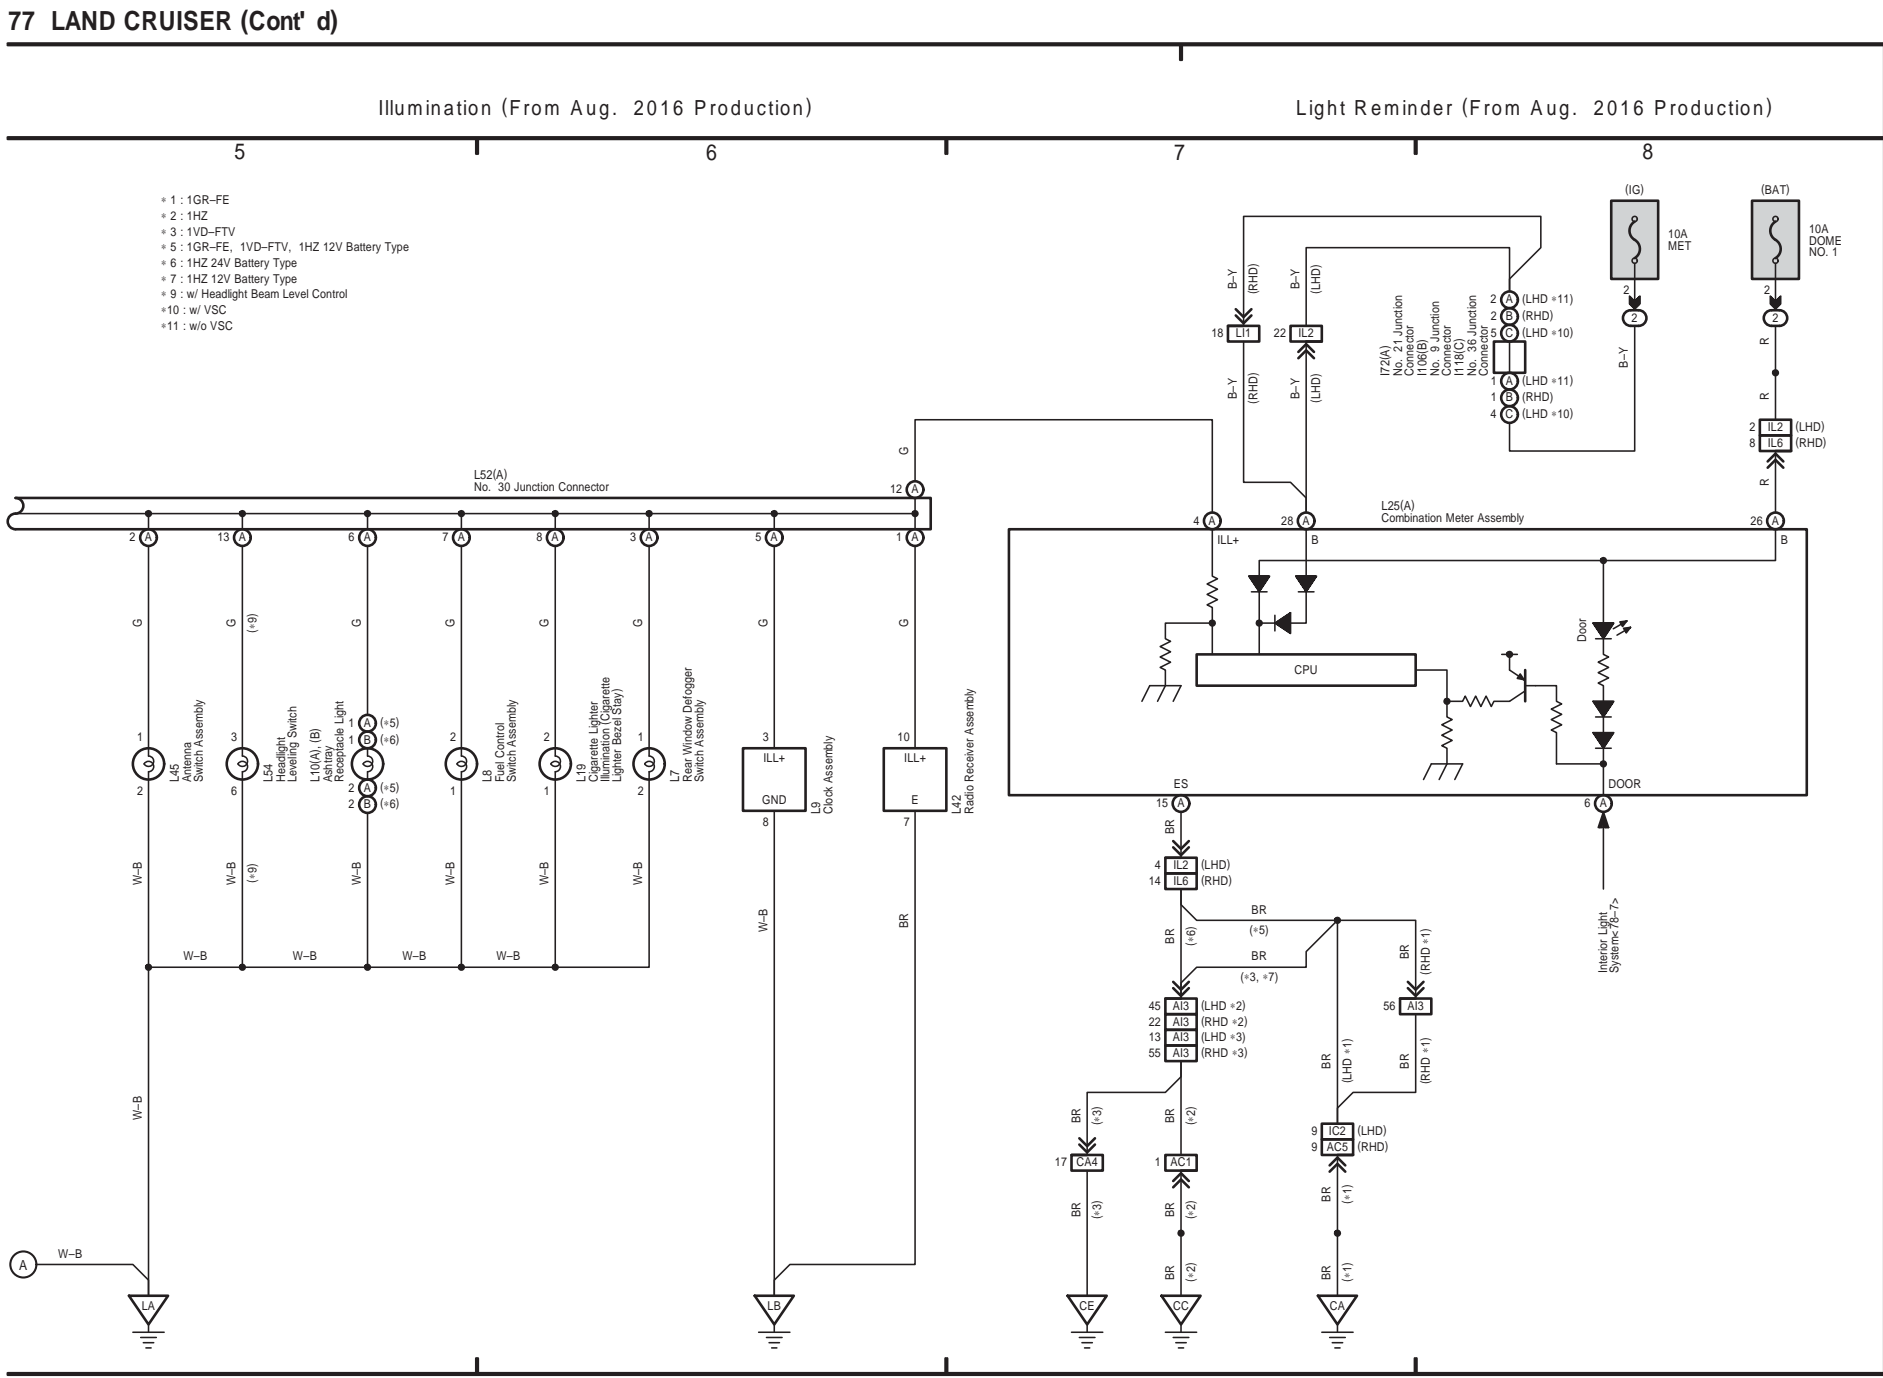 77 LAND CRUISER (Cont' d)
Illumination (From Aug. 2016 Production)
Light Reminder (From Aug. 2016 Production)
5
6
7
8
∗ 1 : 1GR–FE
∗ 2 : 1HZ
∗ 3 : 1VD–FTV
∗ 5 : 1GR–FE, 1VD–FTV, 1HZ 12V Battery Type
∗ 6 : 1HZ 24V Battery Type
∗ 7 : 1HZ 12V Battery Type
∗ 9 : w/ Headlight Beam Level Control
∗10 : w/ VSC
∗11 : w/o VSC
L52(A)
No. 30 Junction Connector
12 A
G
2 A
13 A
6 A
7 A
8 A
3 A
5 A
1 A
G
G
(∗9)
G
G
G
G
G
G
1
2
L45
Antenna
Switch Assembly
3
6
L54
Headlight
Leveling Switch
1 A (∗5)
1 B (∗6)
2 A (∗5)
2 B (∗6)
L10(A), (B)
Ashtray
Receptacle Light
2
1
L8
Fuel Control
Switch Assembly
2
1
L19
Cigarette Lighter
Illumination (Cigarette
Lighter Bezel Stay)
1
2
L7
Rear Window Defogger
Switch Assembly
3
ILL+
GND
8
L9
Clock Assembly
10
ILL+
E
7
L42
Radio Receiver Assembly
W–B
W–B
(∗9)
W–B
W–B
W–B
W–B
W–B
BR
W–B
W–B
W–B
W–B
W–B
A
W–B
LA
LB
B–Y
(RHD)
18 LI1
B–Y
(RHD)
B–Y
(LHD)
22 IL2
B–Y
(LHD)
I72(A)
No. 21 Junction
Connector
I106(B)
No. 9 Junction
Connector
I118(C)
No. 36 Junction
Connector
2 A (LHD ∗11)
2 B (RHD)
5 C (LHD ∗10)
1 A (LHD ∗11)
1 B (RHD)
4 C (LHD ∗10)
(IG)
10A
MET
2
2
B–Y
(BAT)
10A
DOME
NO. 1
2
2
R
R
2 IL2 (LHD)
8 IL6 (RHD)
R
L25(A)
Combination Meter Assembly
4 A
ILL+
28 A
B
26 A
B
CPU
Door
ES
15 A
DOOR
6 A
Interior Light
System<78–7>
BR
4 IL2 (LHD)
14 IL6 (RHD)
BR
(∗5)
BR
(∗6)
BR
(∗3, ∗7)
BR
(RHD ∗1)
45 AI3 (LHD ∗2)
22 AI3 (RHD ∗2)
13 AI3 (LHD ∗3)
55 AI3 (RHD ∗3)
56 AI3
BR
(LHD ∗1)
BR
(RHD ∗1)
BR
(∗3)
BR
(∗2)
9 IC2 (LHD)
9 AC5 (RHD)
17 CA4
1 AC1
BR
(∗3)
BR
(∗2)
BR
(∗1)
BR
(∗2)
BR
(∗1)
CE
CC
CA